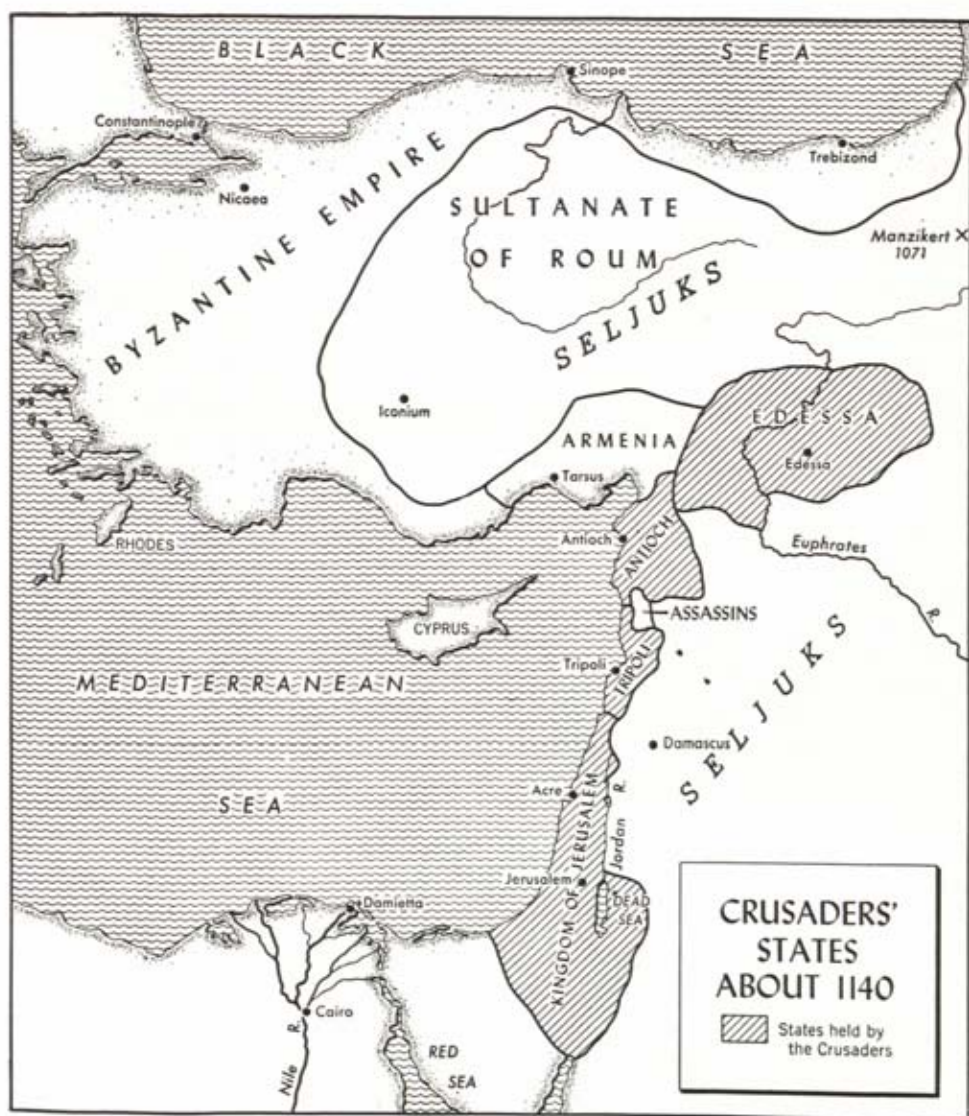 BLACK SEA
Sinope
Constantinople
Trebizond
Nicaea
BYZANTINE EMPIRE
SULTANATE
OF ROUM
Manzikert
1071
SELJUKS
Iconium
EDESSA
Edessa
ARMENIA
Tarsus
RHODES
Antioch
ANTIOCH
Euphrates R.
CYPRUS
ASSASSINS
Tripoli
TRIPOLI
MEDITERRANEAN
SEA
SELJUKS
Damascus
Acre
Jordan R.
KINGDOM OF JERUSALEM
Jerusalem
DEAD
SEA
Damietta
Cairo
Nile R.
RED
SEA
CRUSADERS'
STATES
ABOUT 1140
States held by
the Crusaders